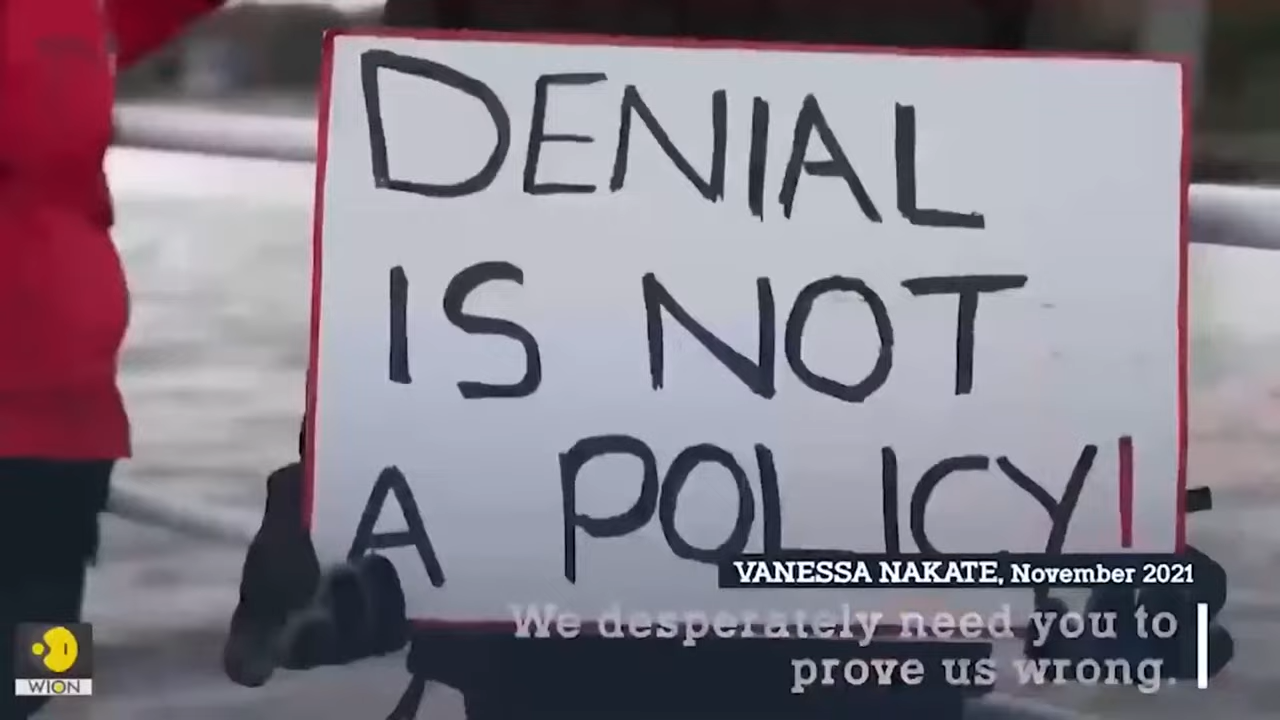 DENIAL
IS NOT
A POLICY!
VANESSA NAKATE, November 2021
We desperately need you to
prove us wrong.
WION